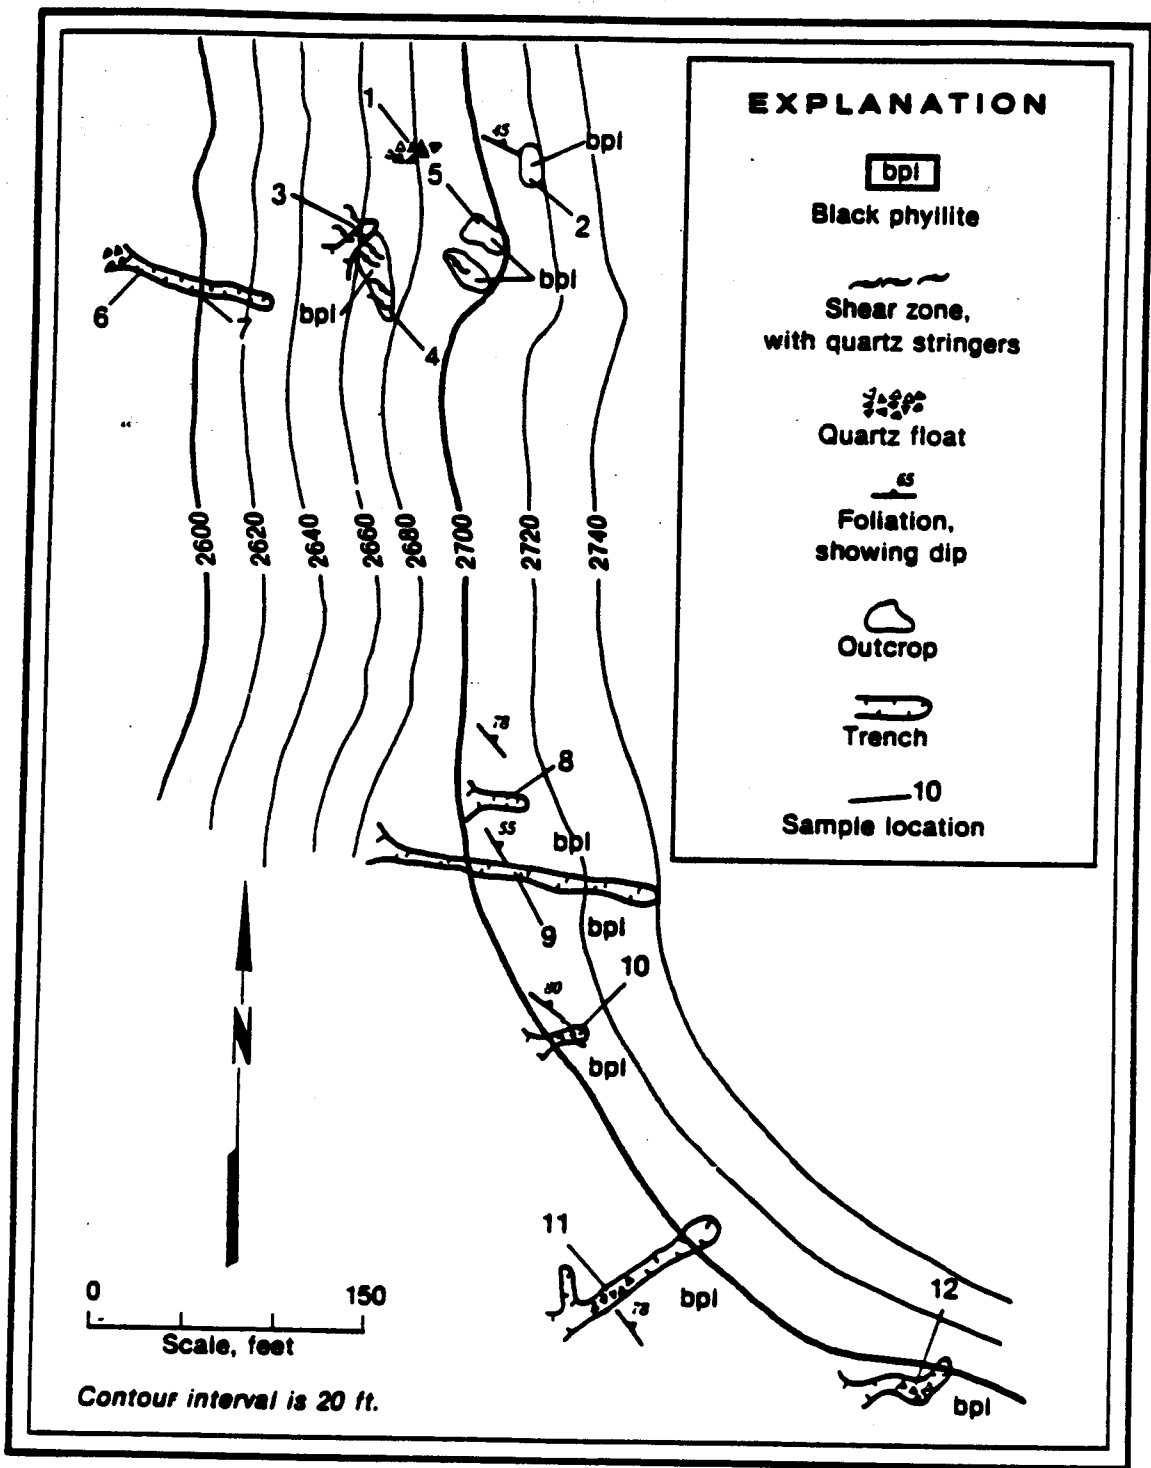 EXPLANATION
bpl
Black phyllite
Shear zone,
with quartz stringers
Quartz float
65
Foliation,
showing dip
Outcrop
Trench
10
Sample location
1
45
bpl
5
2
3
bpl
6
7
bpl
4
2600
2620
2640
2660
2680
2700
2720
2740
78
8
55
bpl
9
bpl
10
80
bpl
N
11
bpl
78
12
bpl
0 150
Scale, feet
Contour interval is 20 ft.